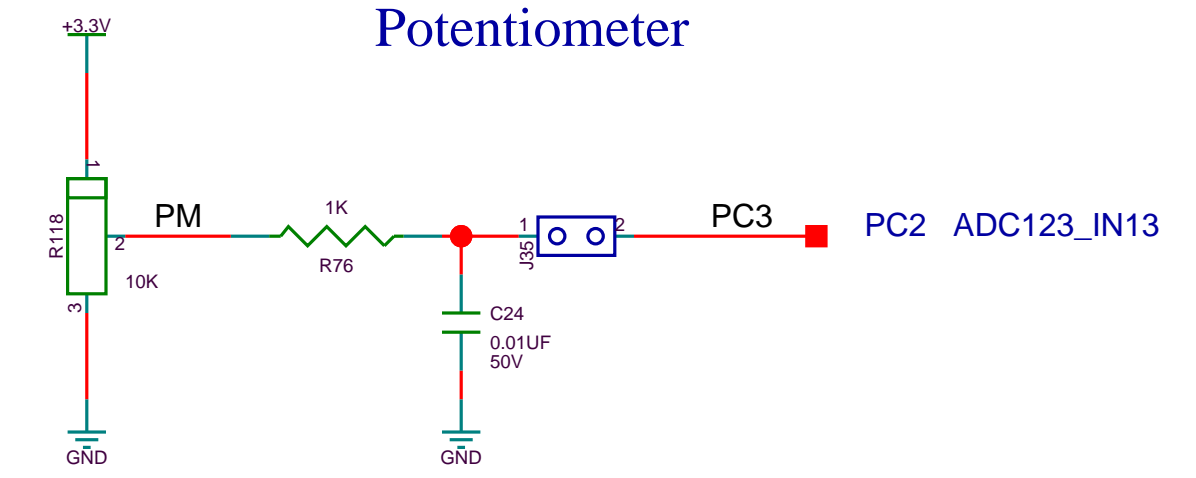 Potentiometer
+3.3V
1
R118
PM
2
10K
3
GND
1K
R76
C24
0.01UF
50V
GND
1
J35
2
PC3
PC2 ADC123_IN13